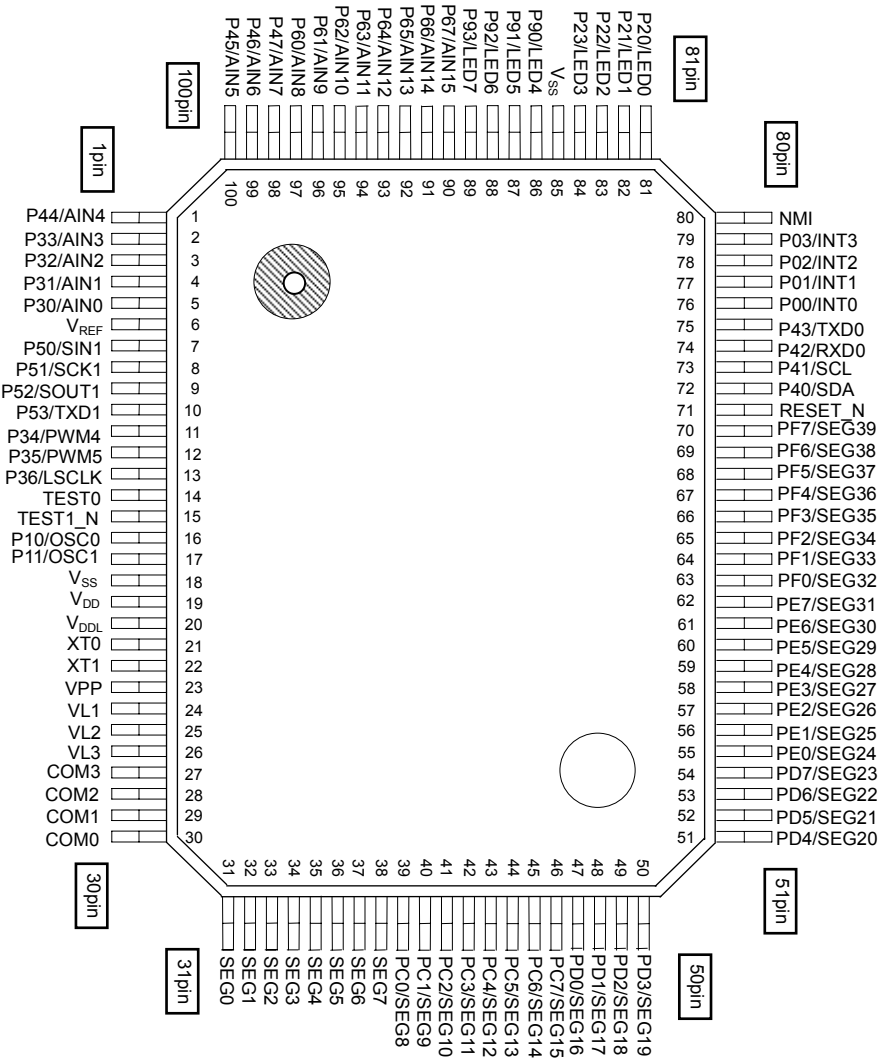 P45/AIN5
P46/AIN6
P47/AIN7
P60/AIN8
P61/AIN9
P62/AIN10
P63/AIN11
P64/AIN12
P65/AIN13
P66/AIN14
P67/AIN15
P93/LED7
P92/LED6
P91/LED5
P90/LED4
VSS
P23/LED3
P22/LED2
P21/LED1
P20/LED0
100pin
81pin
1pin
80pin
100
99
98
97
96
95
94
93
92
91
90
89
88
87
86
85
84
83
82
81
P44/AIN4 1
P33/AIN3 2
P32/AIN2 3
P31/AIN1 4
P30/AIN0 5
VREF 6
P50/SIN1 7
P51/SCK1 8
P52/SOUT1 9
P53/TXD1 10
P34/PWM4 11
P35/PWM5 12
P36/LSCLK 13
TEST0 14
TEST1_N 15
P10/OSC0 16
P11/OSC1 17
VSS 18
VDD 19
VDDL 20
XT0 21
XT1 22
VPP 23
VL1 24
VL2 25
VL3 26
COM3 27
COM2 28
COM1 29
COM0 30
80 NMI
79 P03/INT3
78 P02/INT2
77 P01/INT1
76 P00/INT0
75 P43/TXD0
74 P42/RXD0
73 P41/SCL
72 P40/SDA
71 RESET_N
70 PF7/SEG39
69 PF6/SEG38
68 PF5/SEG37
67 PF4/SEG36
66 PF3/SEG35
65 PF2/SEG34
64 PF1/SEG33
63 PF0/SEG32
62 PE7/SEG31
61 PE6/SEG30
60 PE5/SEG29
59 PE4/SEG28
58 PE3/SEG27
57 PE2/SEG26
56 PE1/SEG25
55 PE0/SEG24
54 PD7/SEG23
53 PD6/SEG22
52 PD5/SEG21
51 PD4/SEG20
31
32
33
34
35
36
37
38
39
40
41
42
43
44
45
46
47
48
49
50
30pin
51pin
31pin
50pin
SEG0
SEG1
SEG2
SEG3
SEG4
SEG5
SEG6
SEG7
PC0/SEG8
PC1/SEG9
PC2/SEG10
PC3/SEG11
PC4/SEG12
PC5/SEG13
PC6/SEG14
PC7/SEG15
PD0/SEG16
PD1/SEG17
PD2/SEG18
PD3/SEG19